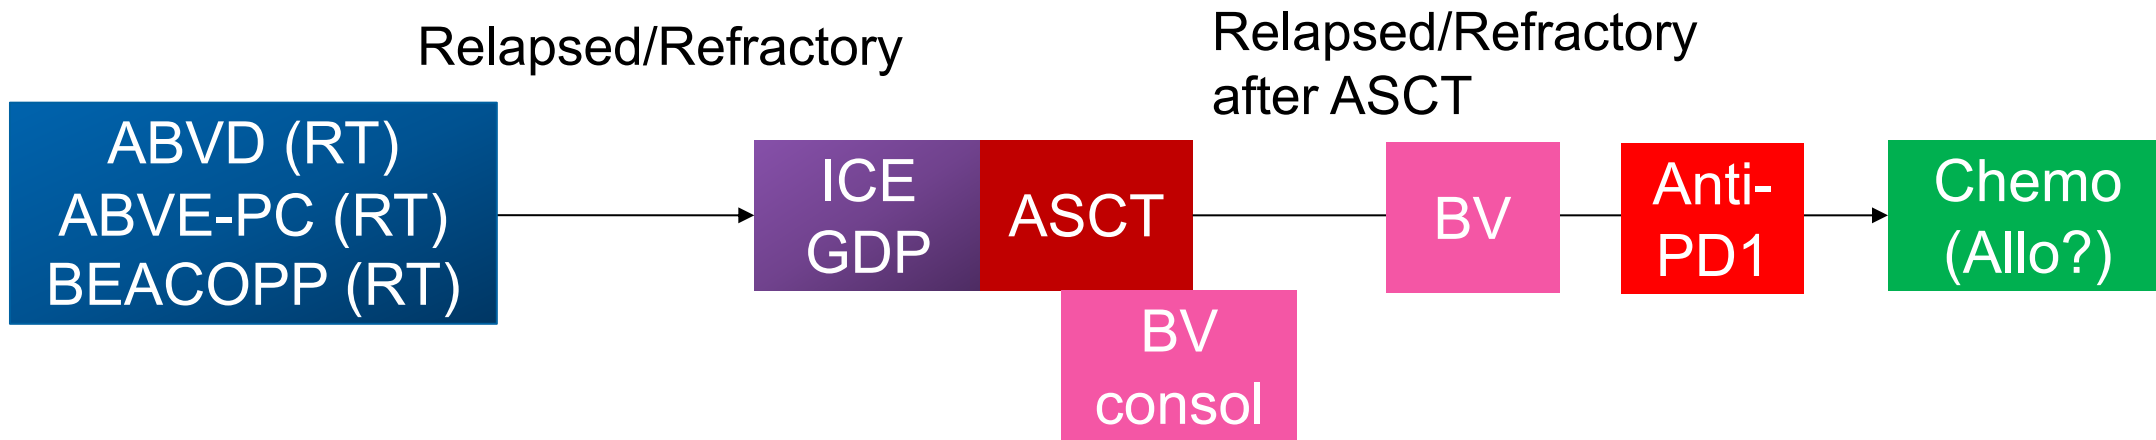 Relapsed/Refractory
Relapsed/Refractory
after ASCT
ABVD (RT)
ABVE-PC (RT)
BEACOPP (RT)
ICE
GDP
ASCT
BV
consol
BV
Anti-
PD1
Chemo
(Allo?)